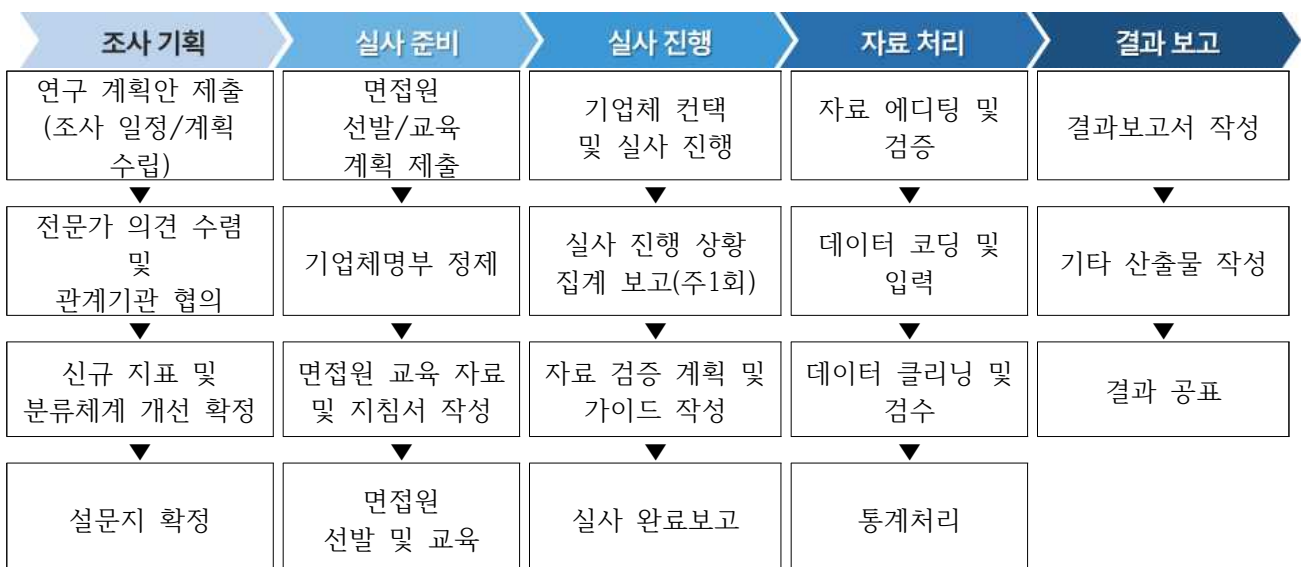 조사 기획
실사 준비
실사 진행
자료 처리
결과 보고
연구 계획안 제출
(조사 일정/계획
수립)
▼
전문가 의견 수렴
및
관계기관 협의
▼
신규 지표 및
분류체계 개선 확정
▼
설문지 확정
면접원
선발/교육
계획 제출
▼
기업체명부 정제
▼
면접원 교육 자료
및 지침서 작성
▼
면접원
선발 및 교육
기업체 컨택
및 실사 진행
▼
실사 진행 상황
집계 보고(주1회)
▼
자료 검증 계획 및
가이드 작성
▼
실사 완료보고
자료 에디팅 및
검증
▼
데이터 코딩 및
입력
▼
데이터 클리닝 및
검수
▼
통계처리
결과보고서 작성
▼
기타 산출물 작성
▼
결과 공표